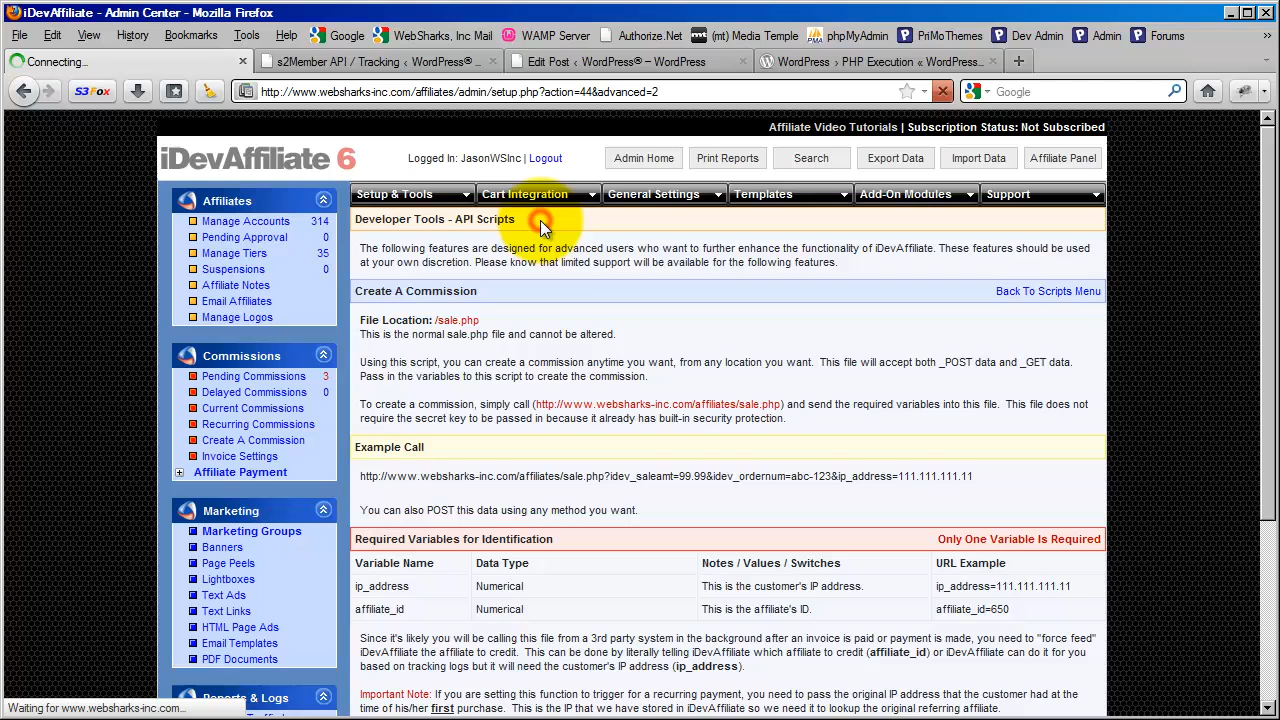 iDevAffiliate - Admin Center - Mozilla Firefox
File Edit View History Bookmarks Tools Help Google WebSharks, Inc Mail WAMP Server Authorize.Net (mt) Media Temple phpMyAdmin PriMoThemes Dev Admin Admin Forums »
Connecting... s2Member API / Tracking ‹ WordPress® ... Edit Post ‹ WordPress® – WordPress WordPress › PHP Execution « WordPress...
S3Fox http://www.websharks-inc.com/affiliates/admin/setup.php?action=44&advanced=2 Google
Affiliate Video Tutorials | Subscription Status: Not Subscribed
iDevAffiliate 6 Logged In: JasonWSInc | Logout Admin Home Print Reports Search Export Data Import Data Affiliate Panel
Setup & Tools Cart Integration General Settings Templates Add-On Modules Support
Affiliates
Manage Accounts 314
Pending Approval 0
Manage Tiers 35
Suspensions 0
Affiliate Notes
Email Affiliates
Manage Logos
Commissions
Pending Commissions 3
Delayed Commissions 0
Current Commissions
Recurring Commissions
Create A Commission
Invoice Settings
Affiliate Payment
Marketing
Marketing Groups
Banners
Page Peels
Lightboxes
Text Ads
Text Links
HTML Page Ads
Email Templates
PDF Documents
Reports & Logs
Developer Tools - API Scripts
The following features are designed for advanced users who want to further enhance the functionality of iDevAffiliate. These features should be used
at your own discretion. Please know that limited support will be available for the following features.
Create A Commission Back To Scripts Menu
File Location: /sale.php
This is the normal sale.php file and cannot be altered.
Using this script, you can create a commission anytime you want, from any location you want. This file will accept both _POST data and _GET data.
Pass in the variables to this script to create the commission.
To create a commission, simply call (http://www.websharks-inc.com/affiliates/sale.php) and send the required variables into this file. This file does not
require the secret key to be passed in because it already has built-in security protection.
Example Call
http://www.websharks-inc.com/affiliates/sale.php?idev_saleamt=99.99&idev_ordernum=abc-123&ip_address=111.111.111.11
You can also POST this data using any method you want.
Required Variables for Identification Only One Variable Is Required
Variable Name Data Type Notes / Values / Switches URL Example
ip_address Numerical This is the customer's IP address. ip_address=111.111.111.11
affiliate_id Numerical This is the affiliate's ID. affiliate_id=650
Since it's likely you will be calling this file from a 3rd party system in the background after an invoice is paid or payment is made, you need to "force feed"
iDevAffiliate the affiliate to credit. This can be done by literally telling iDevAffiliate which affiliate to credit (affiliate_id) or iDevAffiliate can do it for you
based on tracking logs but it will need the customer's IP address (ip_address).
Important Note: If you are setting this function to trigger for a recurring payment, you need to pass the original IP address that the customer had at the
time of his/her first purchase. This is the IP that we have stored in iDevAffiliate so we need it to lookup the original referring affiliate.
Waiting for www.websharks-inc.com...